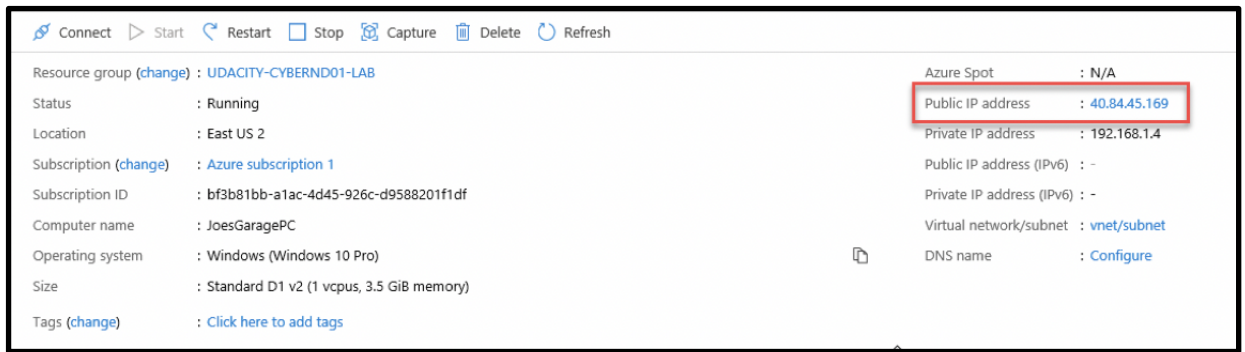 Connect Start Restart Stop Capture Delete Refresh
Resource group (change) : UDACITY-CYBERND01-LAB
Status : Running
Location : East US 2
Subscription (change) : Azure subscription 1
Subscription ID : bf3b81bb-a1ac-4d45-926c-d9588201f1df
Computer name : JoesGaragePC
Operating system : Windows (Windows 10 Pro)
Size : Standard D1 v2 (1 vcpus, 3.5 GiB memory)
Tags (change) : Click here to add tags
Azure Spot : N/A
Public IP address : 40.84.45.169
Private IP address : 192.168.1.4
Public IP address (IPv6) : -
Private IP address (IPv6) : -
Virtual network/subnet : vnet/subnet
DNS name : Configure